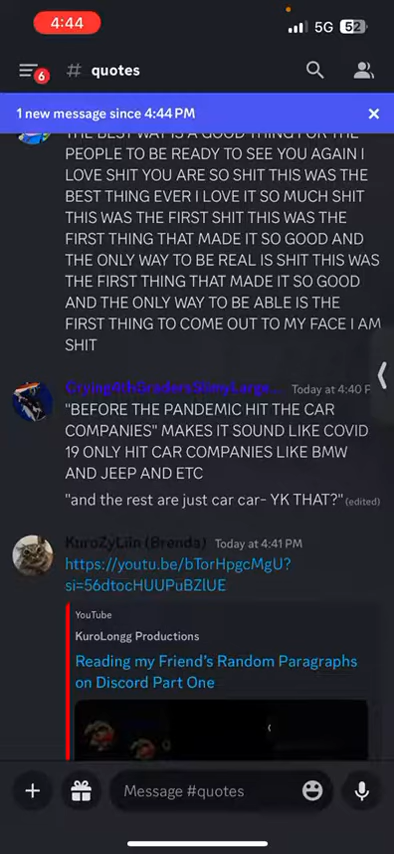 4:44
5G 52
6
# quotes
1 new message since 4:44 PM ×
THE BEST WAY IS A GOOD THING FOR THE
PEOPLE TO BE READY TO SEE YOU AGAIN I
LOVE SHIT YOU ARE SO SHIT THIS WAS THE
BEST THING EVER I LOVE IT SO MUCH SHIT
THIS WAS THE FIRST SHIT THIS WAS THE
FIRST THING THAT MADE IT SO GOOD AND
THE ONLY WAY TO BE REAL IS SHIT THIS WAS
THE FIRST THING THAT MADE IT SO GOOD
AND THE ONLY WAY TO BE ABLE IS THE
FIRST THING TO COME OUT TO MY FACE I AM
SHIT
Crying4thGradersSlimyLarge... Today at 4:40 P
"BEFORE THE PANDEMIC HIT THE CAR
COMPANIES" MAKES IT SOUND LIKE COVID
19 ONLY HIT CAR COMPANIES LIKE BMW
AND JEEP AND ETC
"and the rest are just car car- YK THAT?" (edited)
KuroZyLiin (Brenda) Today at 4:41 PM
https://youtu.be/bTorHpgcMgU?
si=56dtocHUUPuBZlUE
YouTube
KuroLongg Productions
Reading my Friend's Random Paragraphs
on Discord Part One
Message #quotes